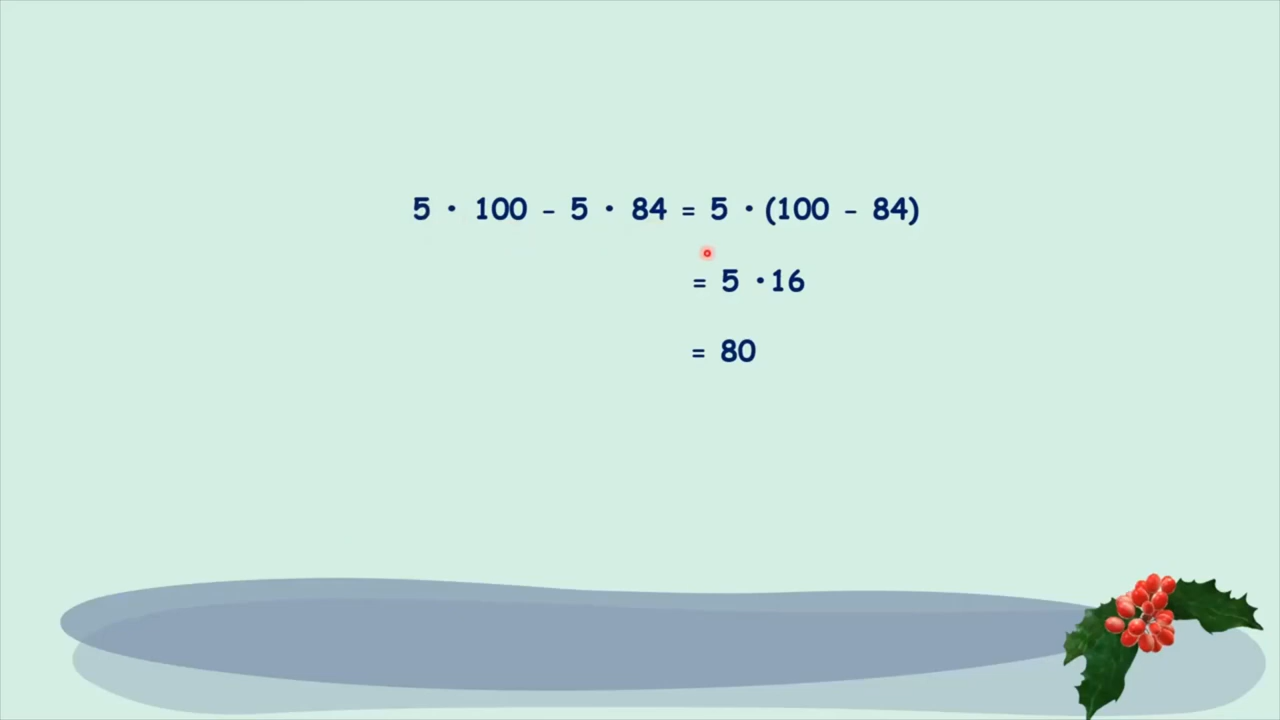 5 · 100 - 5 · 84 = 5 · (100 - 84)
= 5 · 16
= 80